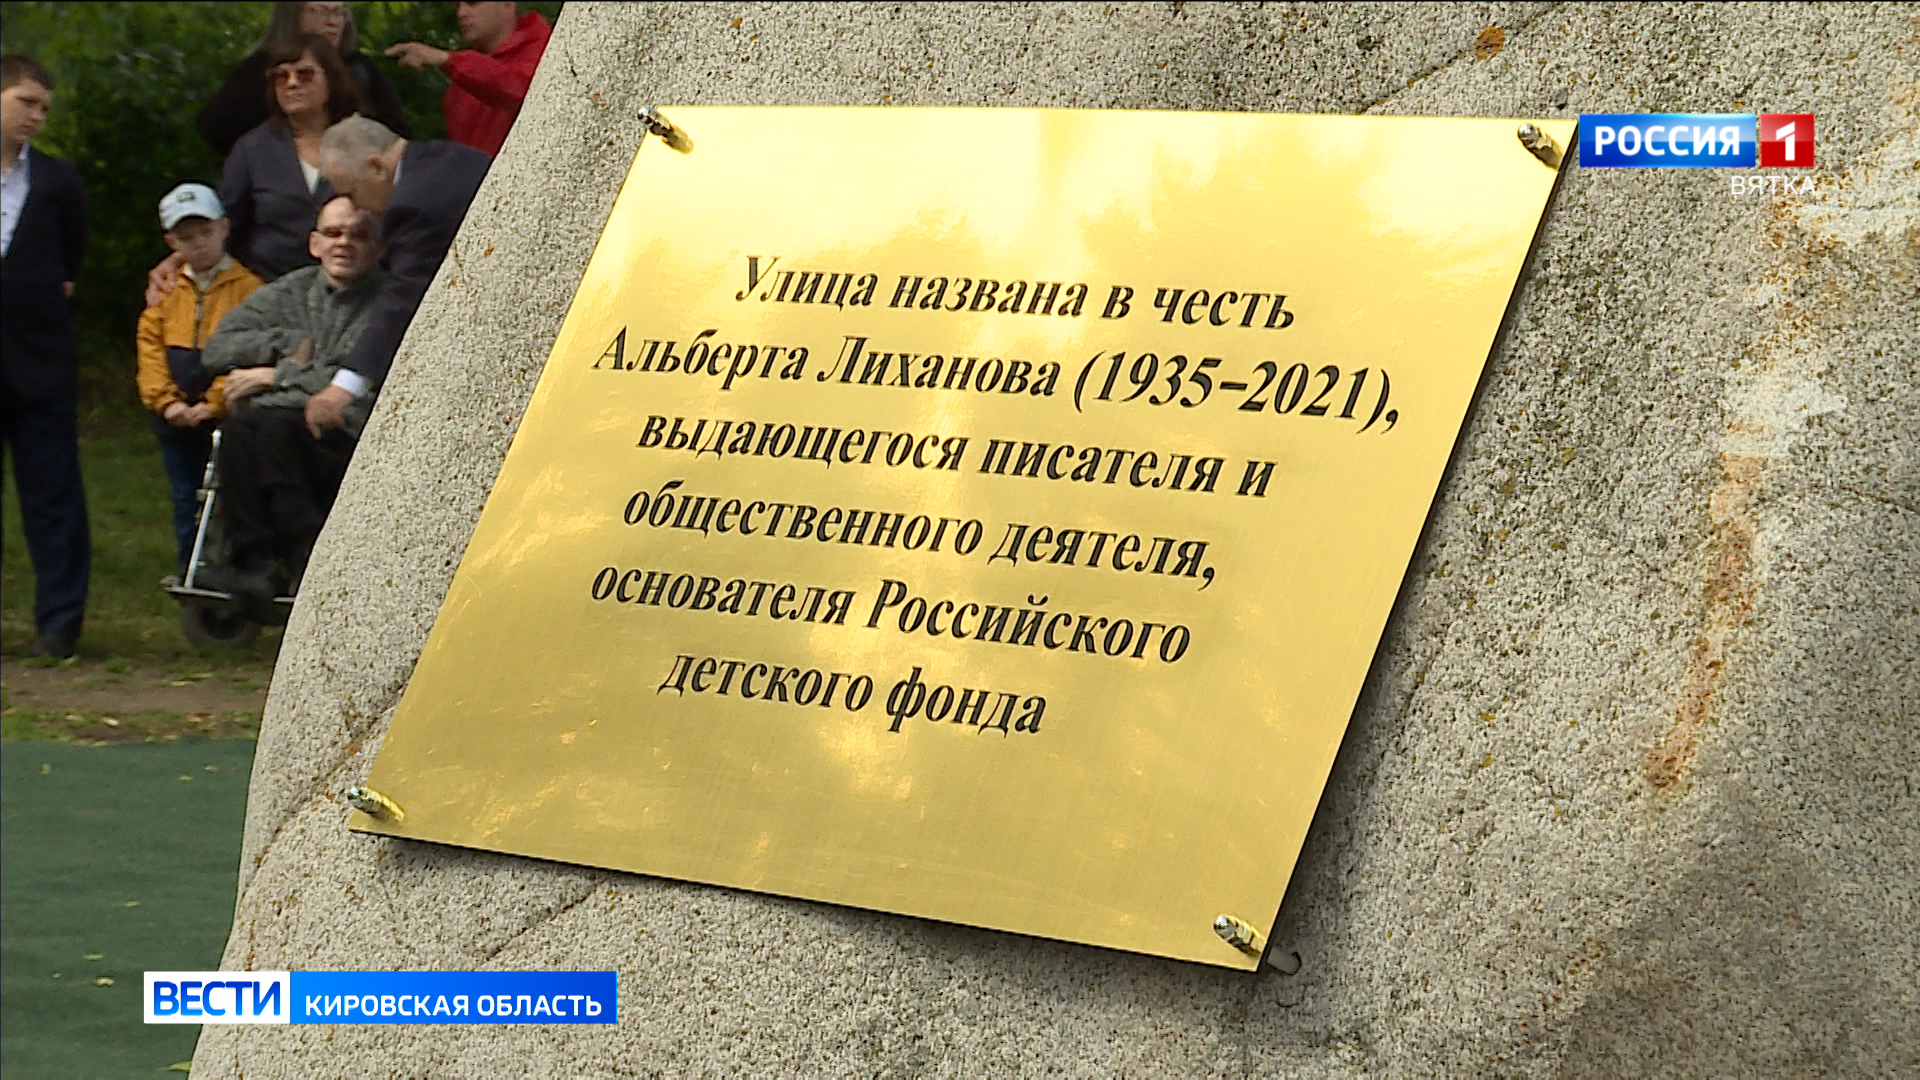 РОССИЯ 1
ВЯТКА
Улица названа в честь
Альберта Лиханова (1935-2021),
выдающегося писателя и
общественного деятеля,
основателя Российского
детского фонда
ВЕСТИ КИРОВСКАЯ ОБЛАСТЬ